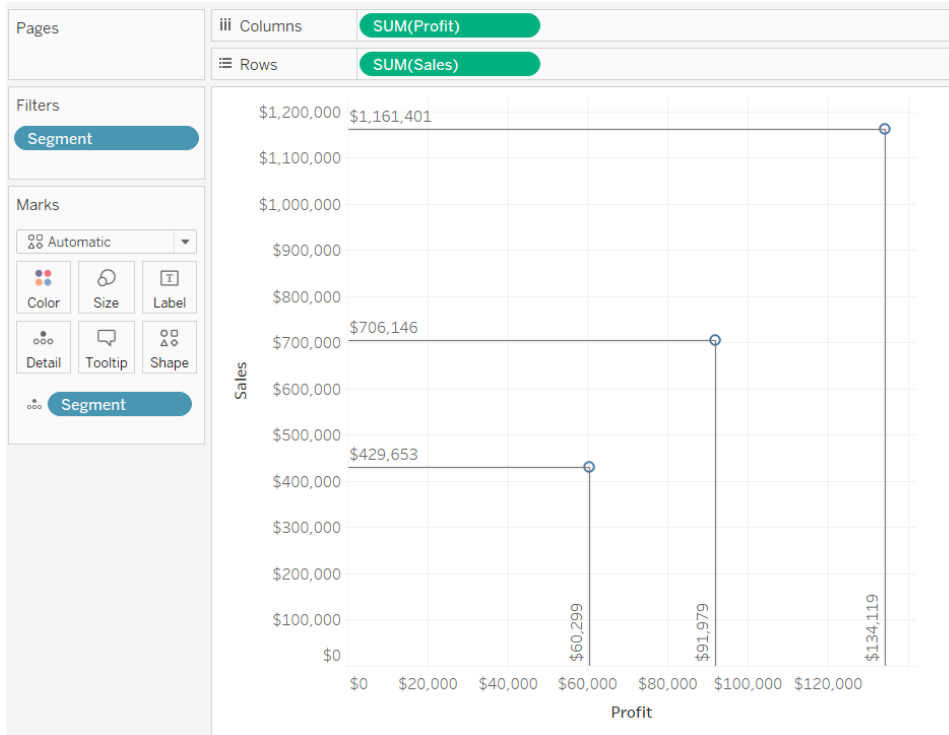 Pages
Columns
SUM(Profit)
Rows
SUM(Sales)
Filters
Segment
Marks
Automatic
Color
Size
Label
Detail
Tooltip
Shape
Segment
Sales
$1,200,000
$1,100,000
$1,000,000
$900,000
$800,000
$700,000
$600,000
$500,000
$400,000
$300,000
$200,000
$100,000
$0
$1,161,401
$706,146
$429,653
$60,299
$91,979
$134,119
$0
$20,000
$40,000
$60,000
$80,000
$100,000
$120,000
Profit